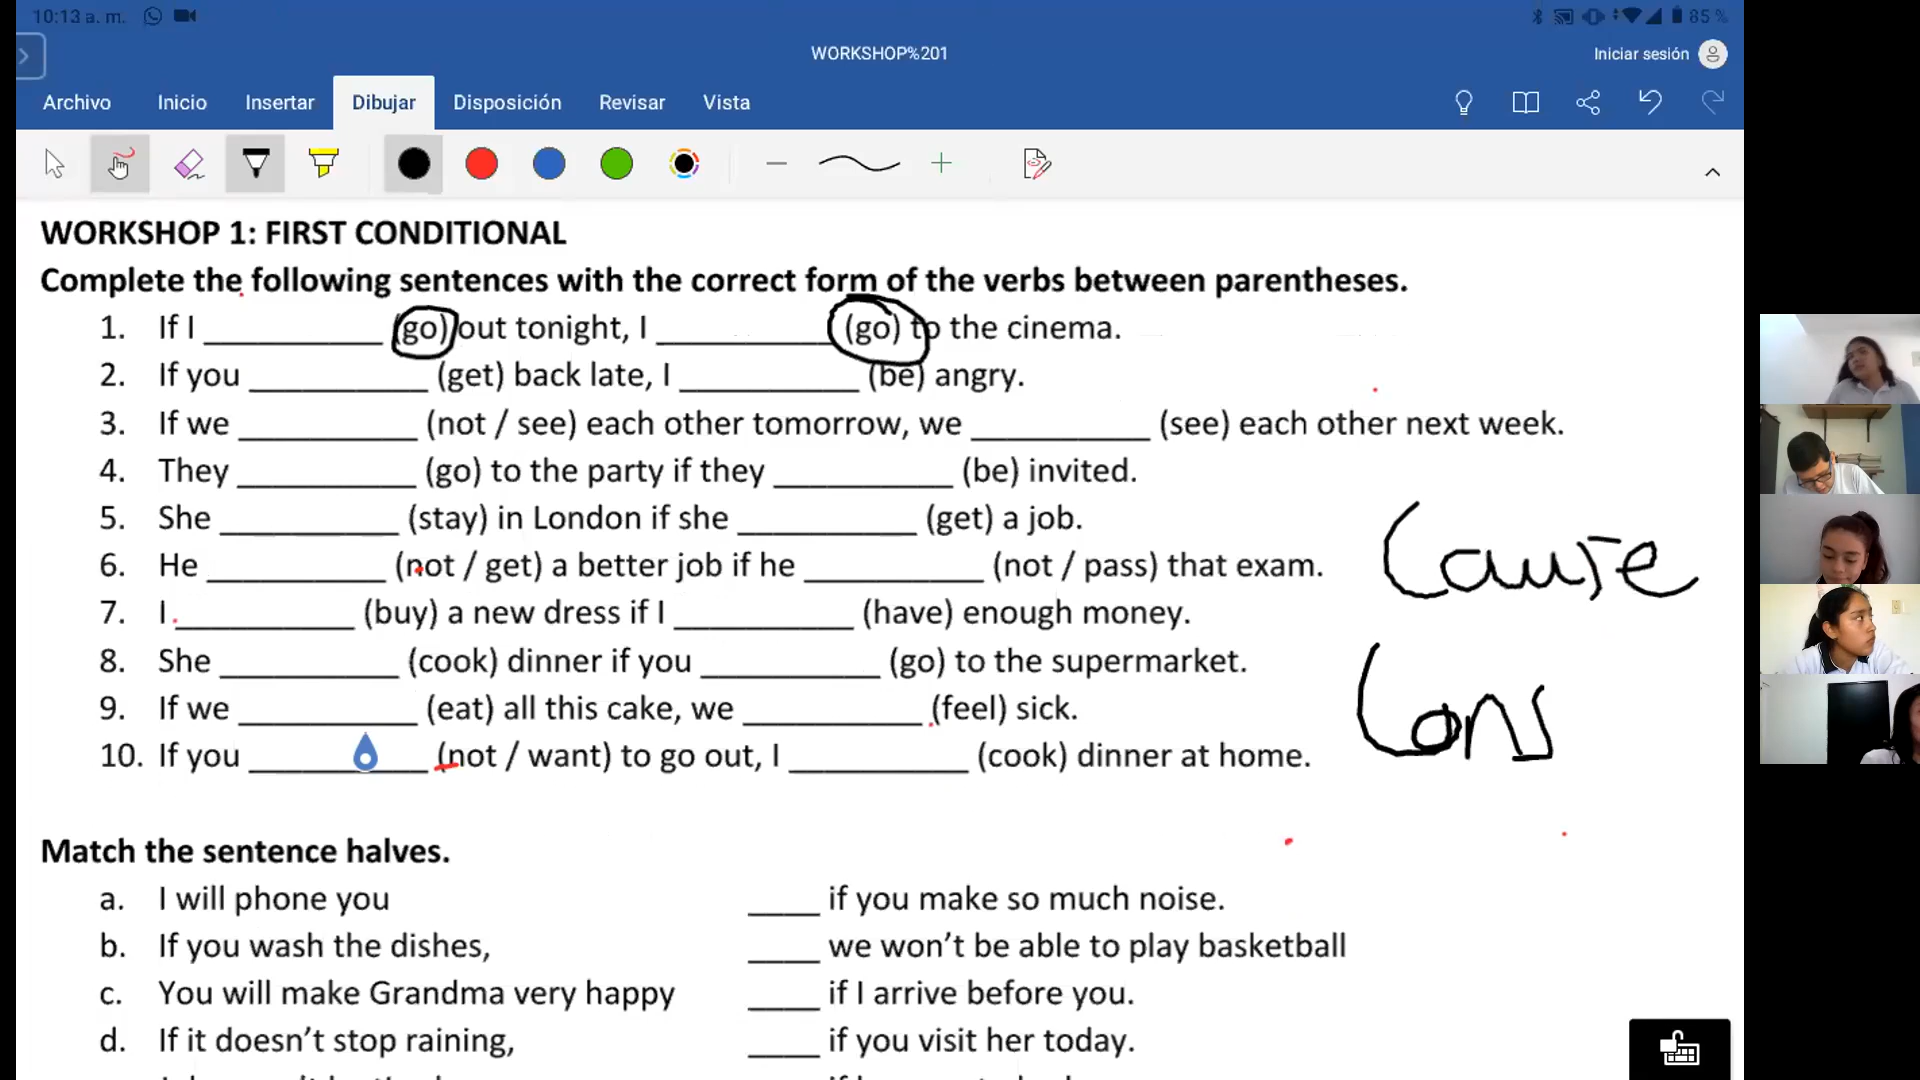 10:13 a. m. 85 %
WORKSHOP%201
Iniciar sesión
Archivo Inicio Insertar Dibujar Disposición Revisar Vista
WORKSHOP 1: FIRST CONDITIONAL
Complete the following sentences with the correct form of the verbs between parentheses.
1. If I __________ (go) out tonight, I __________ (go) to the cinema.
2. If you __________ (get) back late, I __________ (be) angry.
3. If we __________ (not / see) each other tomorrow, we __________ (see) each other next week.
4. They __________ (go) to the party if they __________ (be) invited.
5. She __________ (stay) in London if she __________ (get) a job.
6. He __________ (not / get) a better job if he __________ (not / pass) that exam.
Cause
7. I __________ (buy) a new dress if I __________ (have) enough money.
8. She __________ (cook) dinner if you __________ (go) to the supermarket.
9. If we __________ (eat) all this cake, we __________ (feel) sick.
Cons
10. If you __________ (not / want) to go out, I __________ (cook) dinner at home.
Match the sentence halves.
a. I will phone you ____ if you make so much noise.
b. If you wash the dishes, ____ we won't be able to play basketball
c. You will make Grandma very happy ____ if I arrive before you.
d. If it doesn't stop raining, ____ if you visit her today.